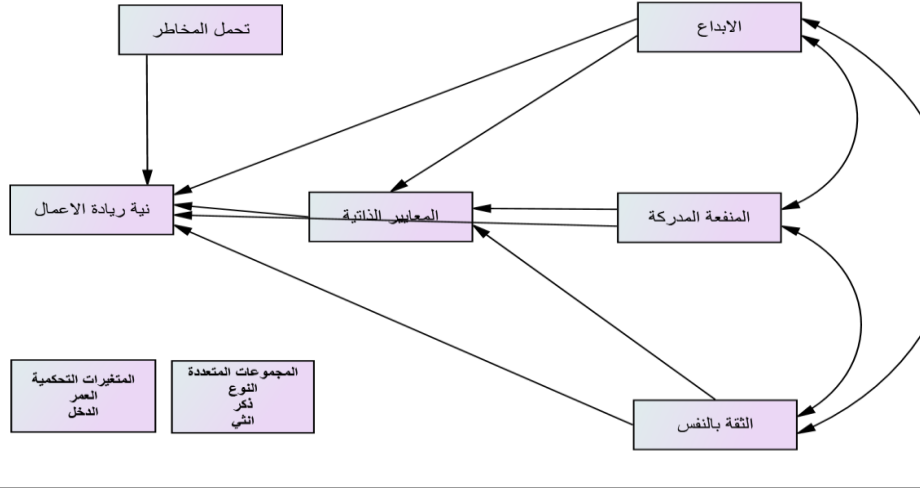 تحمل المخاطر
الابداع
نية ريادة الاعمال
المعايير الذاتية
المنفعة المدركة
المتغيرات التحكمية
العمر
الدخل
المجموعات المتعددة
النوع
ذكر
انثي
الثقة بالنفس